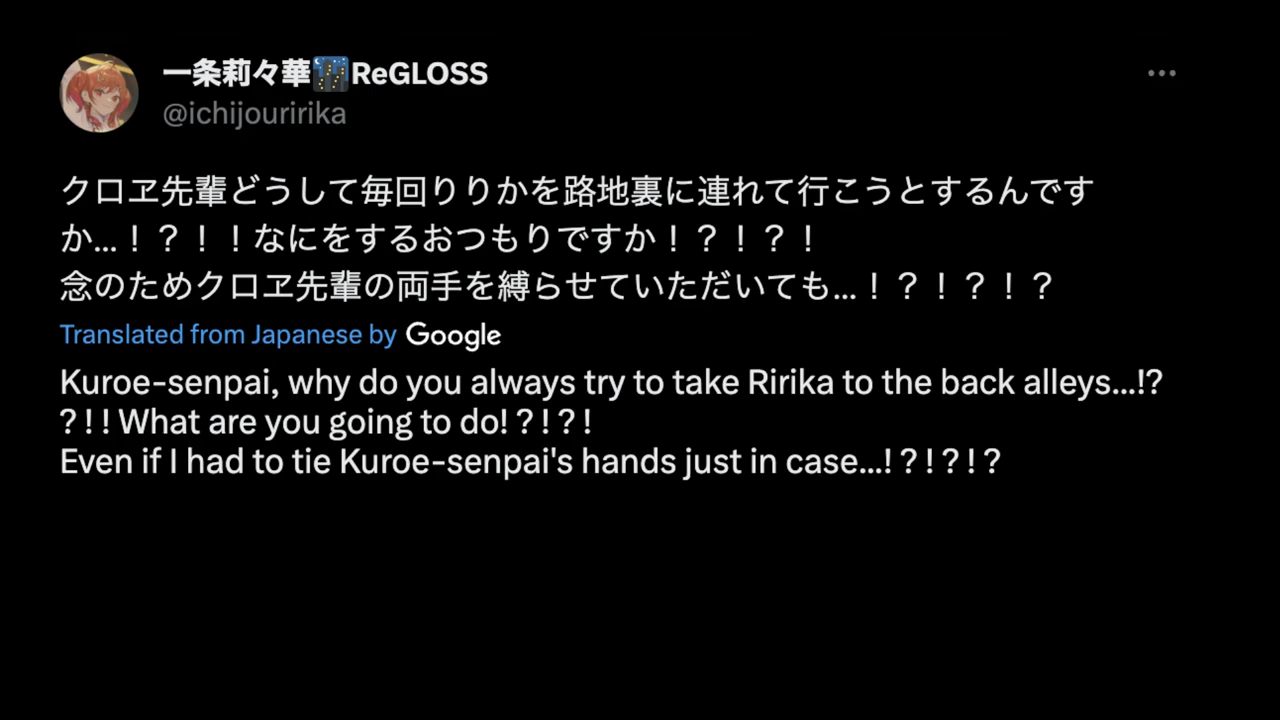 一条莉々華🌃ReGLOSS
@ichijouririka
クロヱ先輩どうして毎回りりかを路地裏に連れて行こうとするんです
か…！？！！なにをするおつもりですか！？！？！
念のためクロヱ先輩の両手を縛らせていただいても…！？！？！？
Translated from Japanese by Google
Kuroe-senpai, why do you always try to take Ririka to the back alleys...!?
? ! ! What are you going to do! ? ! ? !
Even if I had to tie Kuroe-senpai's hands just in case...! ? ! ? ! ?